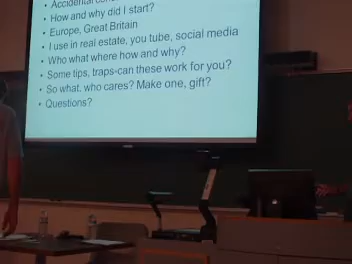 • Accidental
• How and why did I start?
• Europe, Great Britain
• I use in real estate, you tube, social media
• Who what where how and why?
• Some tips, traps-can these work for you?
• So what, who cares? Make one, gift?
• Questions?